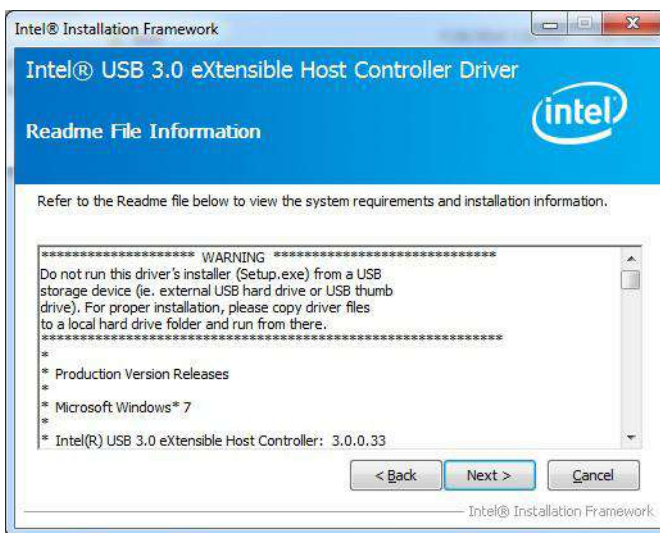 Intel® Installation Framework
Intel® USB 3.0 eXtensible Host Controller Driver
intel
Readme File Information
Refer to the Readme file below to view the system requirements and installation information.
******************** WARNING *****************************
Do not run this driver's installer (Setup.exe) from a USB
storage device (ie. external USB hard drive or USB thumb
drive). For proper installation, please copy driver files
to a local hard drive folder and run from there.
************************************************************
*
* Production Version Releases
*
* Microsoft Windows* 7
*
* Intel(R) USB 3.0 eXtensible Host Controller: 3.0.0.33
< Back Next > Cancel
Intel® Installation Framework